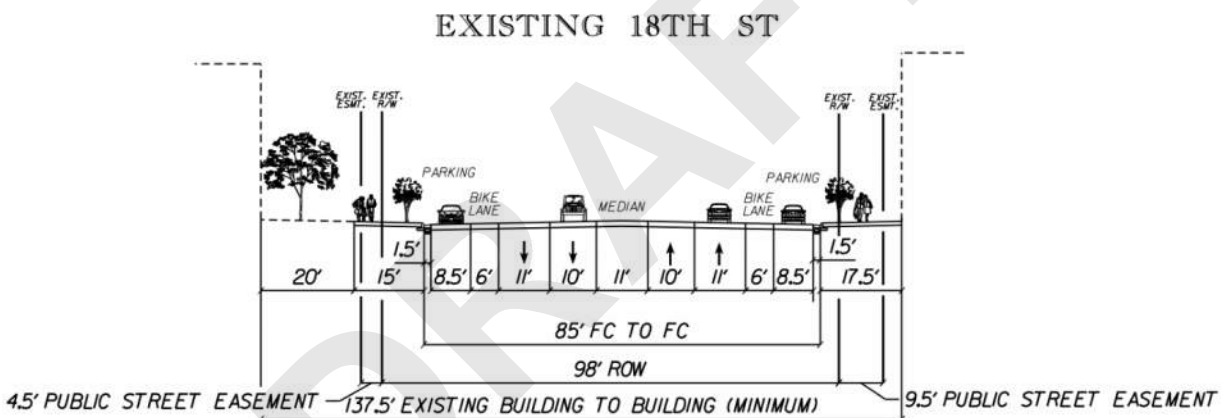 EXISTING 18TH ST
EXIST. ESMT.
EXIST. R/W
EXIST. R/W
EXIST. ESMT.
PARKING
BIKE LANE
MEDIAN
BIKE LANE
PARKING
1.5'
1.5'
20' 15' 8.5' 6' 11' 10' 11' 10' 11' 6' 8.5' 17.5'
85' FC TO FC
98' ROW
4.5' PUBLIC STREET EASEMENT
137.5' EXISTING BUILDING TO BUILDING (MINIMUM)
9.5' PUBLIC STREET EASEMENT
DRAFT